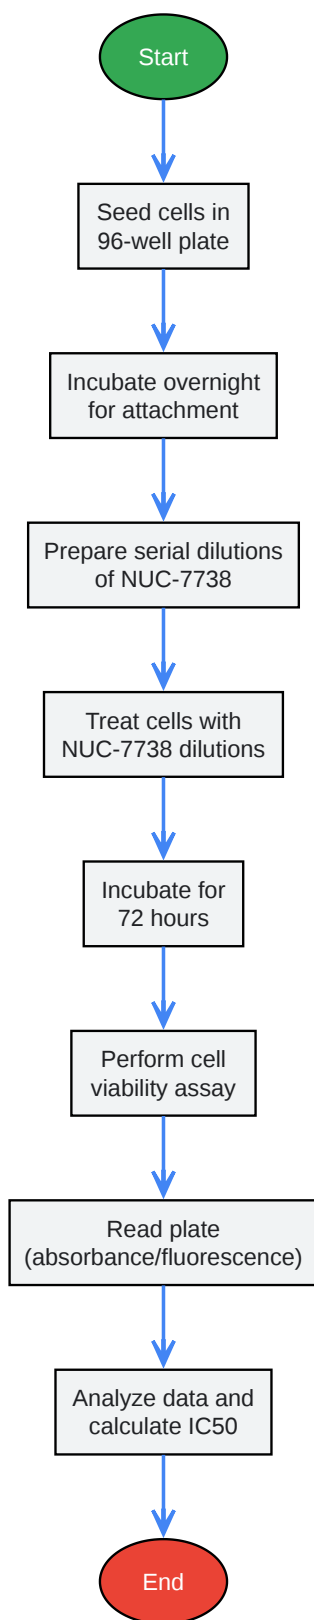 Start
Seed cells in
96-well plate
Incubate overnight
for attachment
Prepare serial dilutions
of NUC-7738
Treat cells with
NUC-7738 dilutions
Incubate for
72 hours
Perform cell
viability assay
Read plate
(absorbance/fluorescence)
Analyze data and
calculate IC50
End